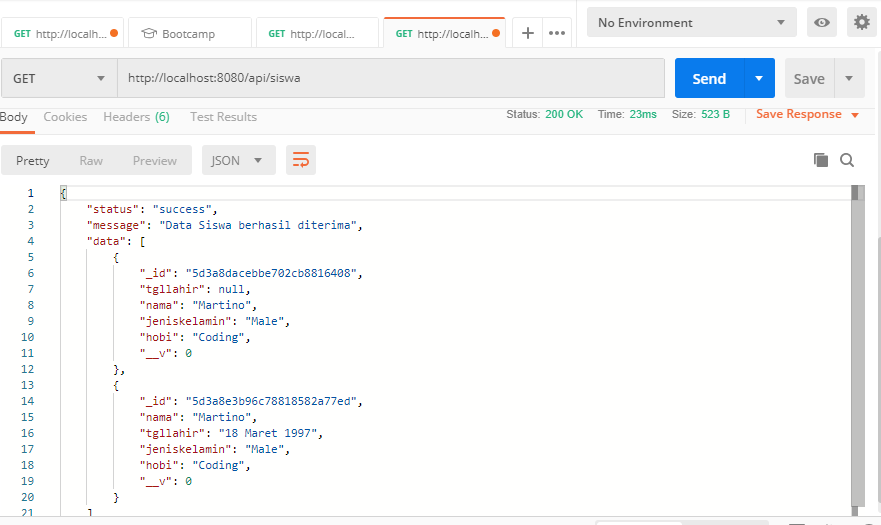 GET http://localh...
Bootcamp
GET http://local...
GET http://localh...
No Environment
GET http://localhost:8080/api/siswa Send Save
Body Cookies Headers (6) Test Results Status: 200 OK Time: 23ms Size: 523 B Save Response
Pretty Raw Preview JSON
1 {
2 "status": "success",
3 "message": "Data Siswa berhasil diterima",
4 "data": [
5 {
6 "_id": "5d3a8dacebbe702cb8816408",
7 "tgllahir": null,
8 "nama": "Martino",
9 "jeniskelamin": "Male",
10 "hobi": "Coding",
11 "__v": 0
12 },
13 {
14 "_id": "5d3a8e3b96c78818582a77ed",
15 "nama": "Martino",
16 "tgllahir": "18 Maret 1997",
17 "jeniskelamin": "Male",
18 "hobi": "Coding",
19 "__v": 0
20 }
21 ]